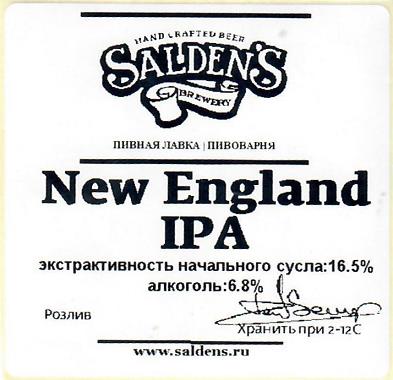 HAND CRAFTED BEER
SALDEN'S
BREWERY
ПИВНАЯ ЛАВКА | ПИВОВАРНЯ
New England
IPA
экстрактивность начального сусла:16.5%
алкоголь:6.8%
Розлив
Хранить при 2-12С
www.saldens.ru